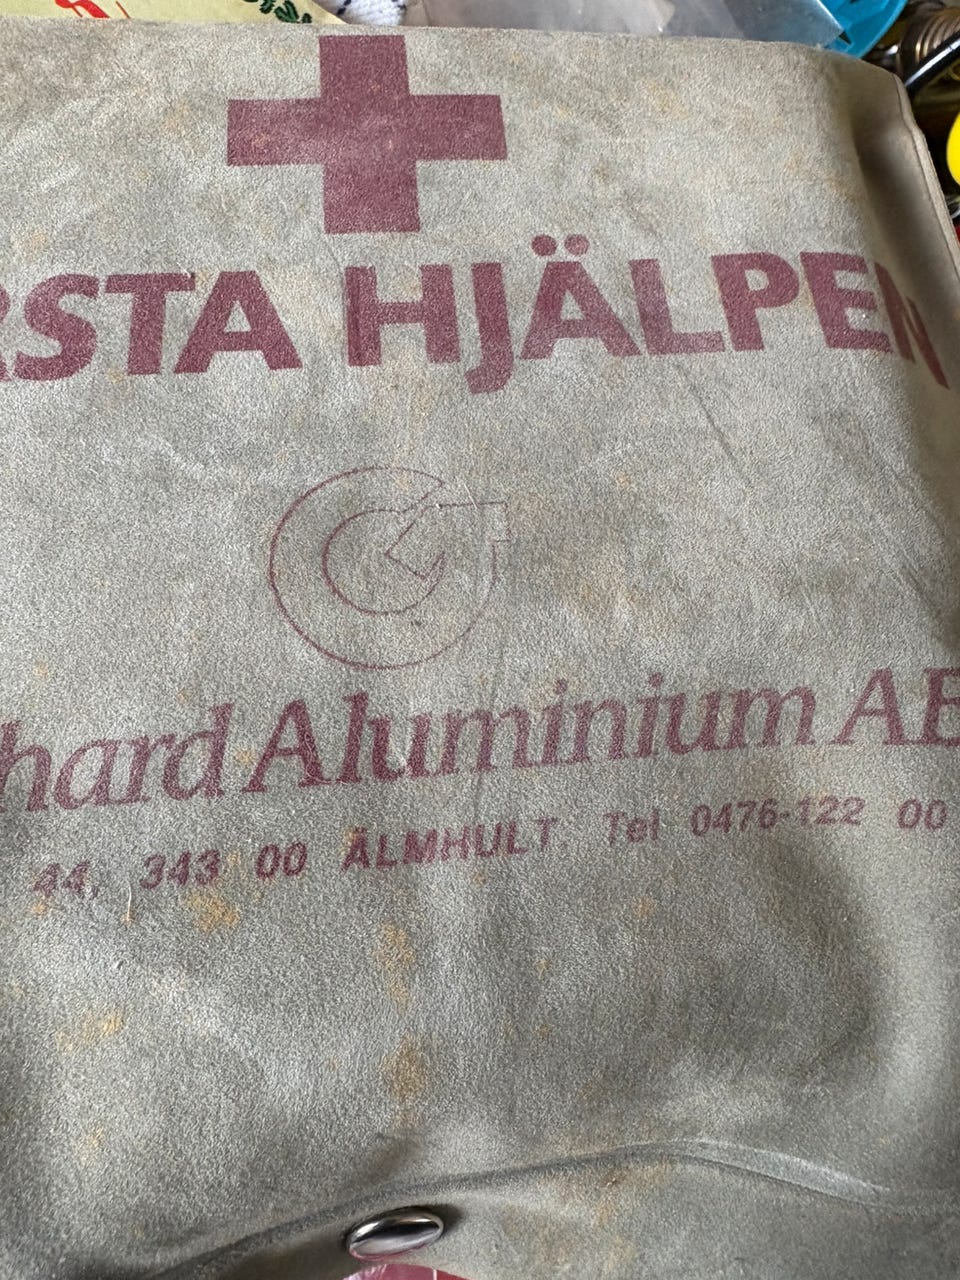 RSTA HJÄLPEN
hard Aluminium AB
44, 343 00 ÄLMHULT Tel 0476-122 00